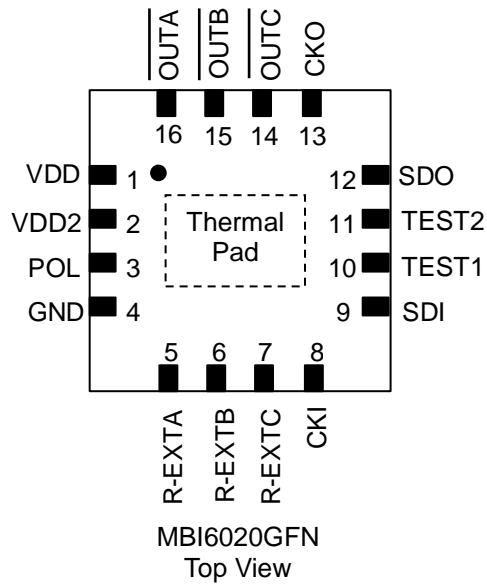 OUTA OUTB OUTC CKO
16 15 14 13
VDD 1 12 SDO
VDD2 2 11 TEST2
POL 3 10 TEST1
GND 4 9 SDI
Thermal
Pad
5 6 7 8
R-EXTA R-EXTB R-EXTC CKI
MBI6020GFN
Top View